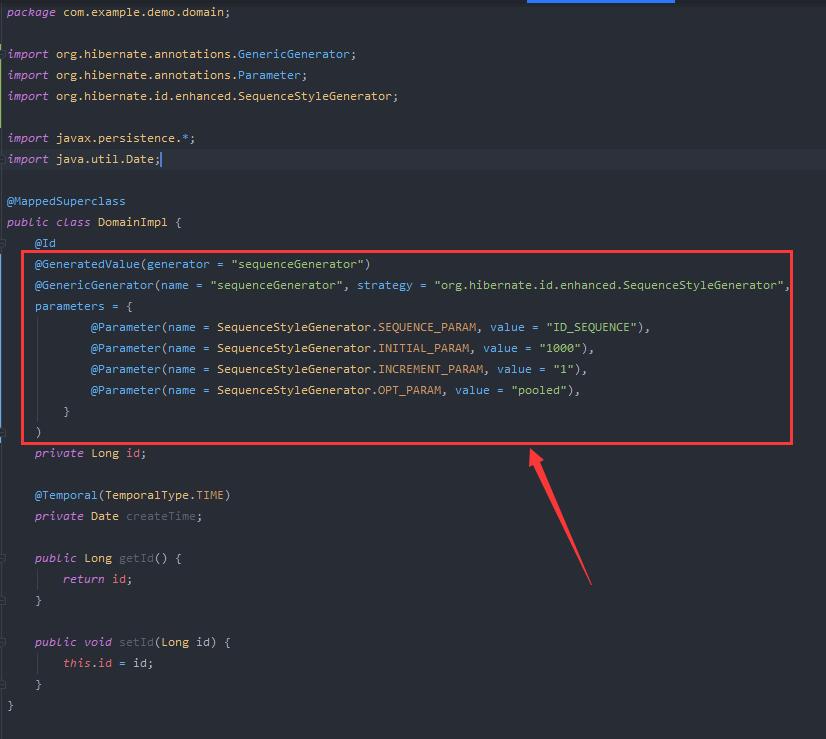 package com.example.demo.domain;
import org.hibernate.annotations.GenericGenerator;
import org.hibernate.annotations.Parameter;
import org.hibernate.id.enhanced.SequenceStyleGenerator;
import javax.persistence.*;
import java.util.Date;
@MappedSuperclass
public class DomainImpl {
@Id
@GeneratedValue(generator = "sequenceGenerator")
@GenericGenerator(name = "sequenceGenerator", strategy = "org.hibernate.id.enhanced.SequenceStyleGenerator",
parameters = {
@Parameter(name = SequenceStyleGenerator.SEQUENCE_PARAM, value = "ID_SEQUENCE"),
@Parameter(name = SequenceStyleGenerator.INITIAL_PARAM, value = "1000"),
@Parameter(name = SequenceStyleGenerator.INCREMENT_PARAM, value = "1"),
@Parameter(name = SequenceStyleGenerator.OPT_PARAM, value = "pooled"),
}
)
private Long id;
@Temporal(TemporalType.TIME)
private Date createTime;
public Long getId() {
return id;
}
public void setId(Long id) {
this.id = id;
}
}